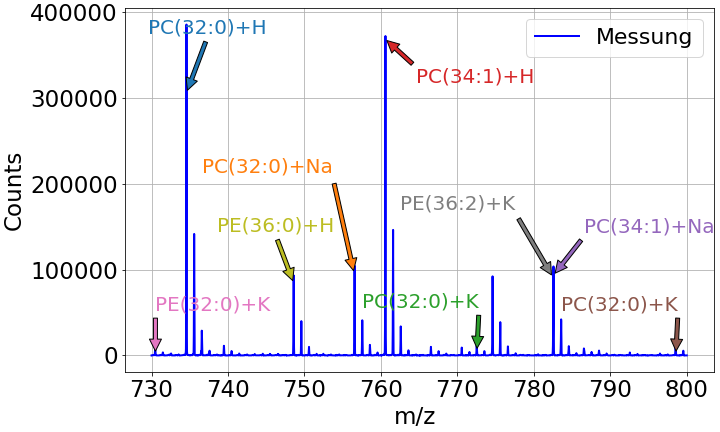 400000
PC(32:0)+H
Messung
PC(34:1)+H
300000
PC(32:0)+Na
200000
PE(36:2)+K
PE(36:0)+H
PC(34:1)+Na
Counts
100000
PE(32:0)+K
PC(32:0)+K
PC(32:0)+K
0
730 740 750 760 770 780 790 800
m/z